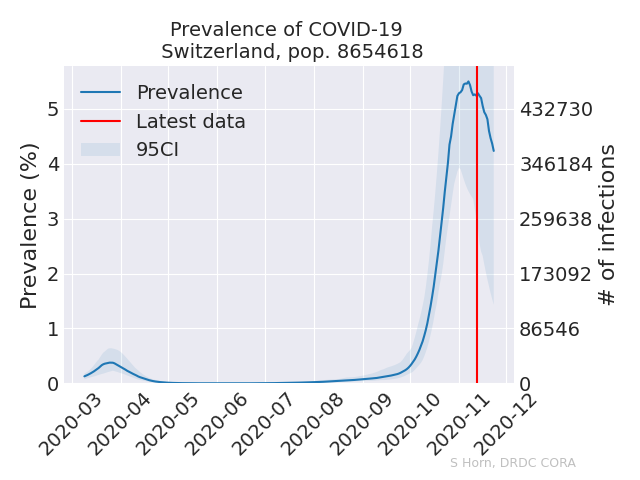 Prevalence of COVID-19
Switzerland, pop. 8654618
Prevalence
Latest data
95CI
Prevalence (%)
5
4
3
2
1
0
432730
346184
259638
173092
86546
0
# of infections
2020-03
2020-04
2020-05
2020-06
2020-07
2020-08
2020-09
2020-10
2020-11
2020-12
S Horn, DRDC CORA